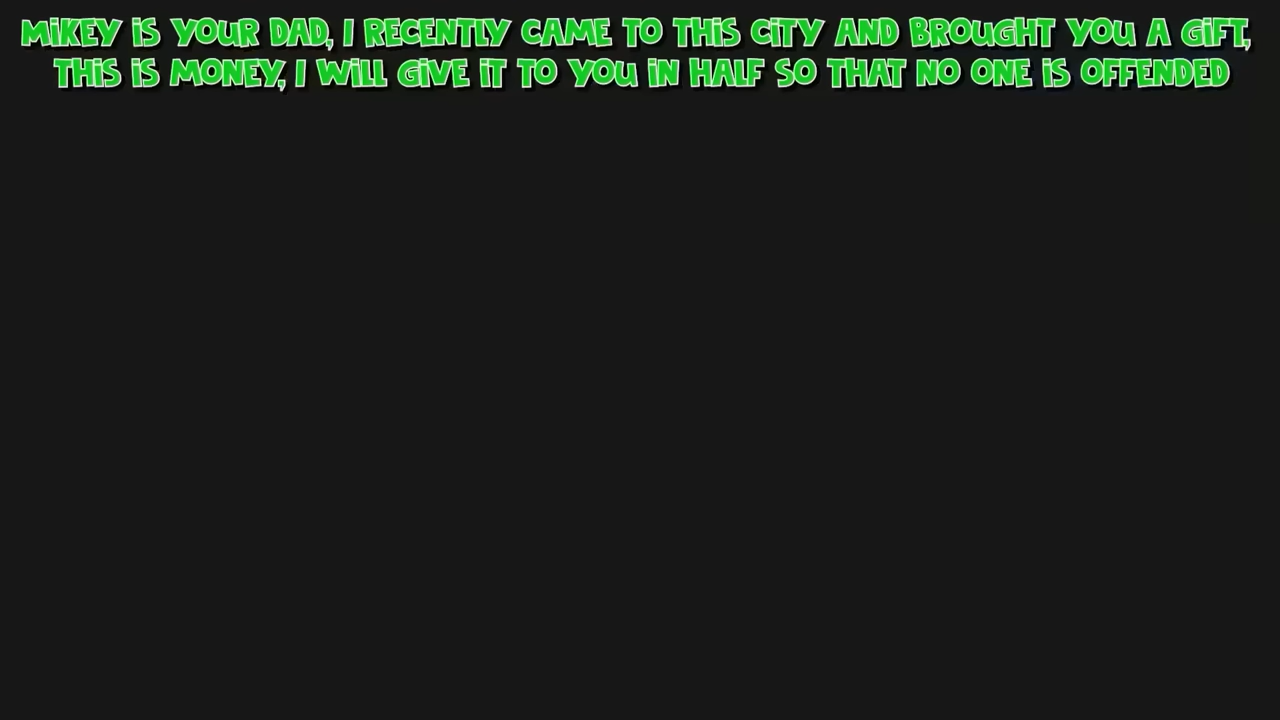 MIKEY IS YOUR DAD, I RECENTLY CAME TO THIS CITY AND BROUGHT YOU A GIFT,
THIS IS MONEY, I WILL GIVE IT TO YOU IN HALF SO THAT NO ONE IS OFFENDED